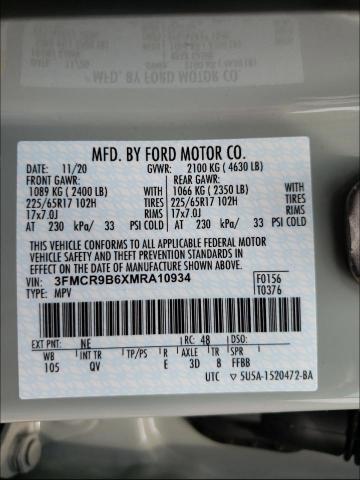 MFD. BY FORD MOTOR CO.
MFD. BY FORD MOTOR CO.
DATE: 11/20 GVWR: 2100 KG ( 4630 LB)
FRONT GAWR: REAR GAWR:
1089 KG ( 2400 LB) WITH 1066 KG ( 2350 LB) WITH
225/65R17 102H TIRES 225/65R17 102H TIRES
17x7.0J RIMS 17x7.0J RIMS
AT 230 kPa/ 33 PSI COLD AT 230 kPa/ 33 PSI COLD
THIS VEHICLE CONFORMS TO ALL APPLICABLE FEDERAL MOTOR
VEHICLE SAFETY AND THEFT PREVENTION STANDARDS IN EFFECT
ON THE DATE OF MANUFACTURE SHOWN ABOVE.
VIN: 3FMCR9B6XMRA10934 F0156
TYPE: MPV T0376
EXT PNT: NE RC: 48 DSO:
WB INT TR TP/PS R AXLE TR SPR
105 QV E 3D 8 FFBB
UTC 5U5A-1520472-BA